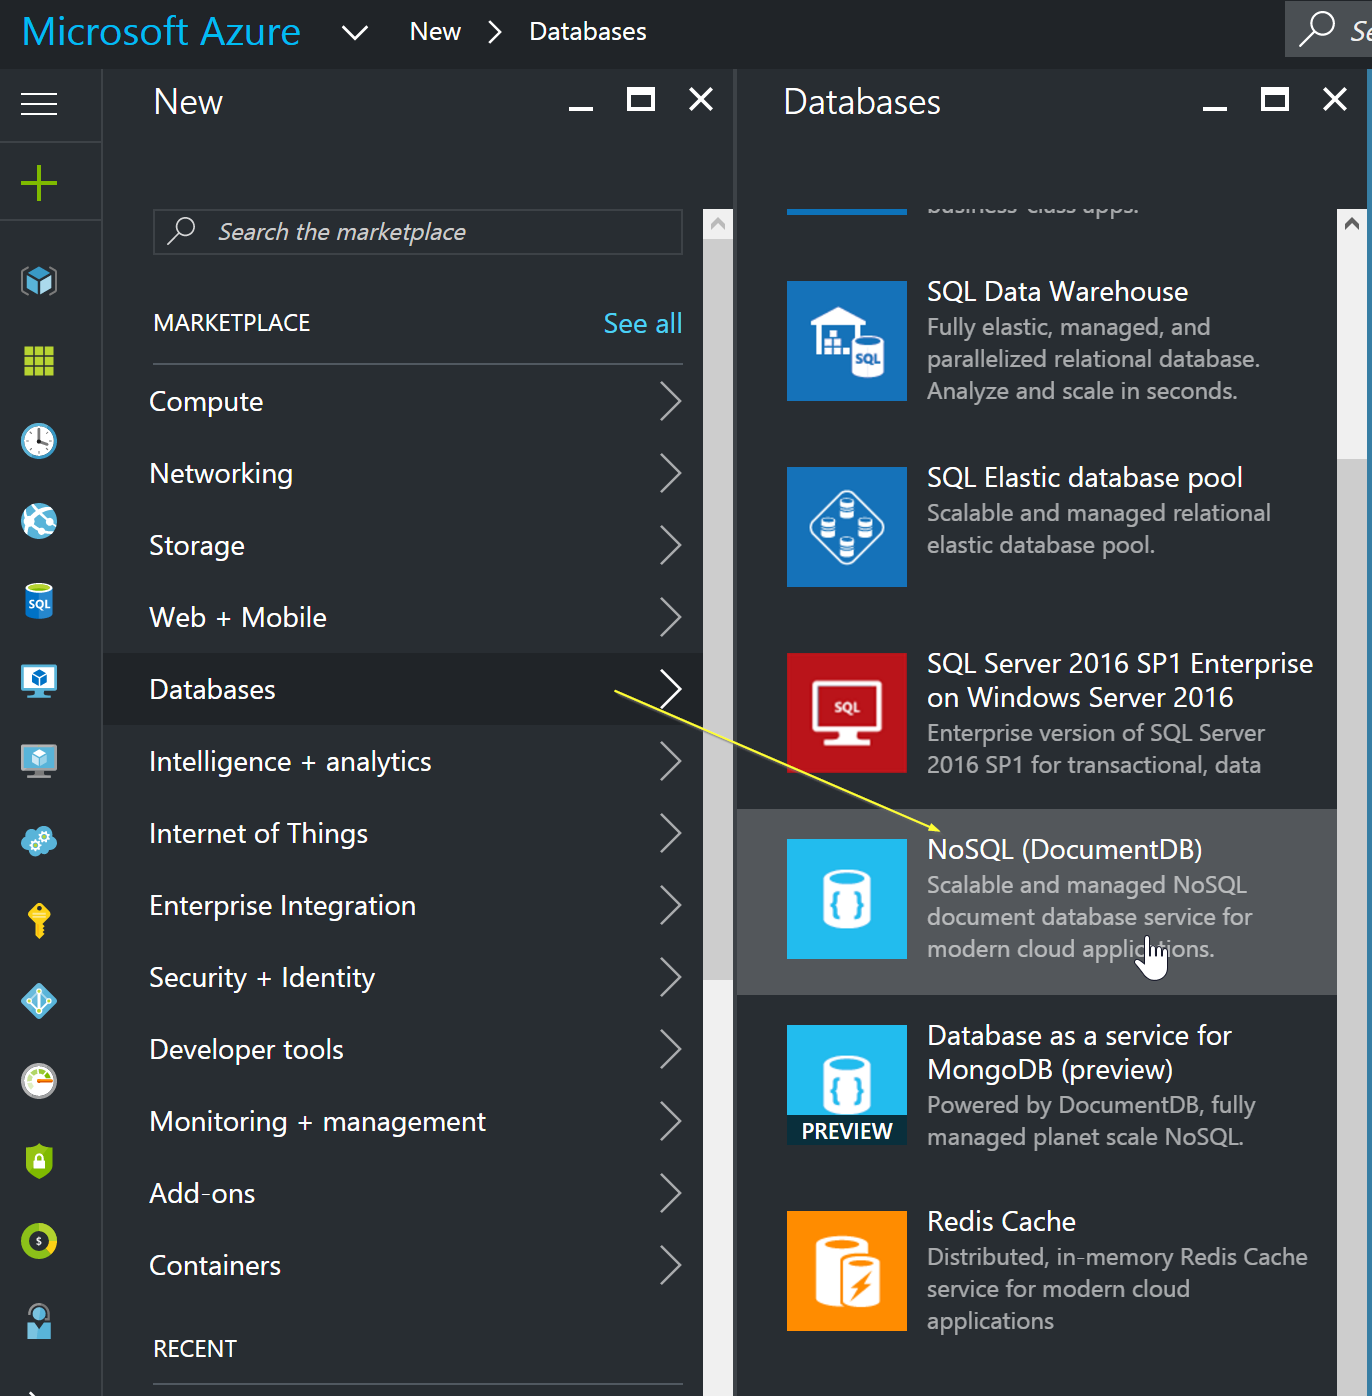 Microsoft Azure New Databases
New
Search the marketplace
MARKETPLACE See all
Compute
Networking
Storage
Web + Mobile
Databases
Intelligence + analytics
Internet of Things
Enterprise Integration
Security + Identity
Developer tools
Monitoring + management
Add-ons
Containers
RECENT
SQL
Databases
business-class apps.
SQL
SQL Data Warehouse
Fully elastic, managed, and
parallelized relational database.
Analyze and scale in seconds.
SQL Elastic database pool
Scalable and managed relational
elastic database pool.
SQL
SQL Server 2016 SP1 Enterprise
on Windows Server 2016
Enterprise version of SQL Server
2016 SP1 for transactional, data
NoSQL (DocumentDB)
Scalable and managed NoSQL
document database service for
modern cloud applications.
PREVIEW
Database as a service for
MongoDB (preview)
Powered by DocumentDB, fully
managed planet scale NoSQL.
Redis Cache
Distributed, in-memory Redis Cache
service for modern cloud
applications